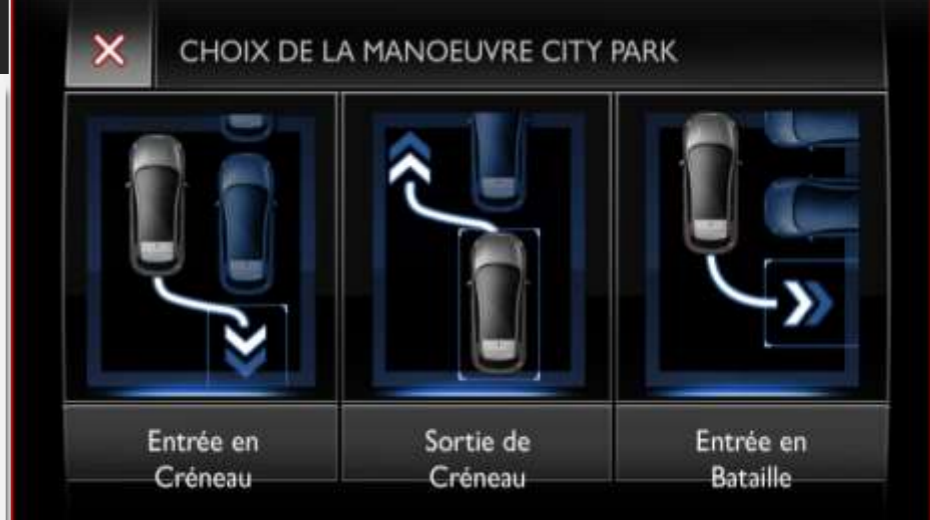 CHOIX DE LA MANOEUVRE CITY PARK
Entrée en
Créneau
Sortie de
Créneau
Entrée en
Bataille